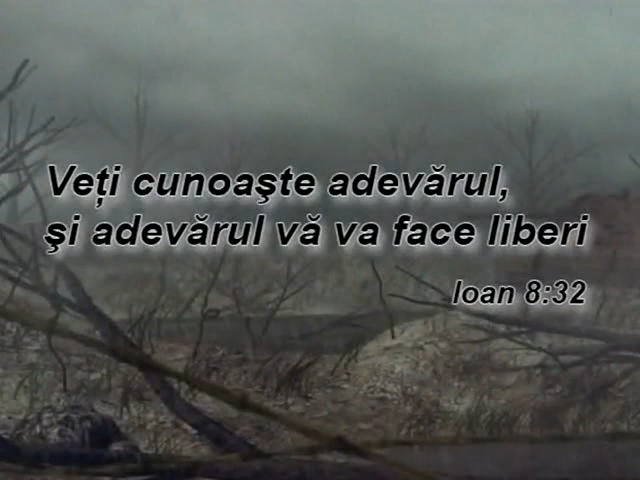 Veți cunoaşte adevărul,
şi adevărul vă va face liberi
Ioan 8:32